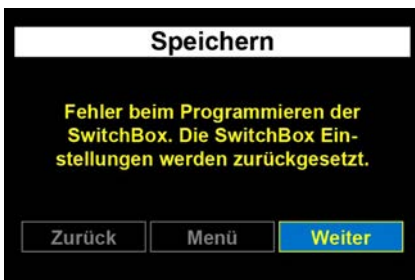 Speichern
Fehler beim Programmieren der
SwitchBox. Die SwitchBox Ein-
stellungen werden zurückgesetzt.
Zurück Menü Weiter